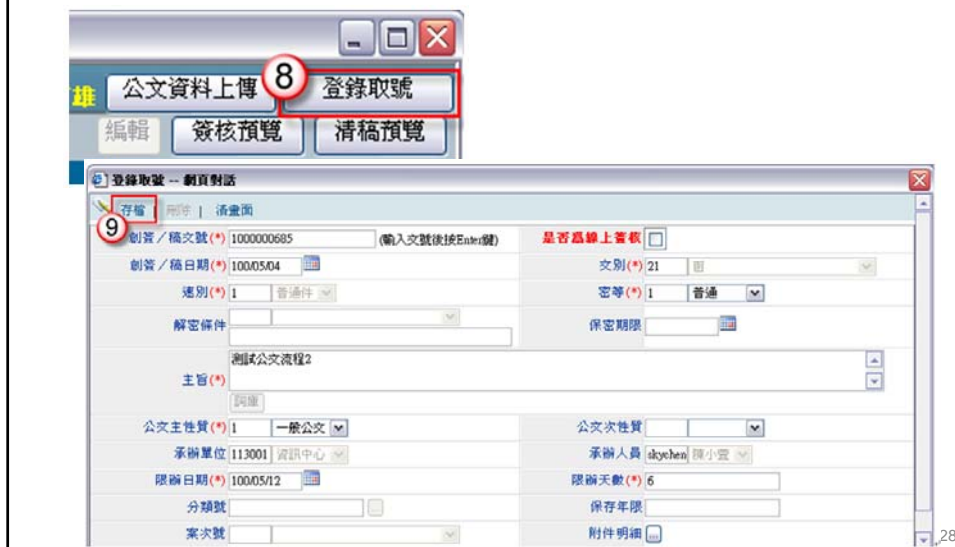 雄 公文資料上傳 8 登錄取號
編輯 簽核預覽 清稿預覽
登錄取號 -- 網頁對話
存檔 | 刪除 | 清畫面
9
創簽／稿文號(*) 1000000685 (輸入文號後按Enter鍵) 是否為線上簽核
創簽／稿日期(*) 100/05/04 文別(*) 21
速別(*) 1 普通件 密等(*) 1 普通
解密條件 保密期限
測試公文流程2
主旨(*)
詞庫
公文主性質(*) 1 一般公文 公文次性質
承辦單位 113001 資訊中心 承辦人員 skychen 陳小萱
限辦日期(*) 100/05/12 限辦天數(*) 6
分類號 ... 保存年限
案次號 附件明細 ...
28